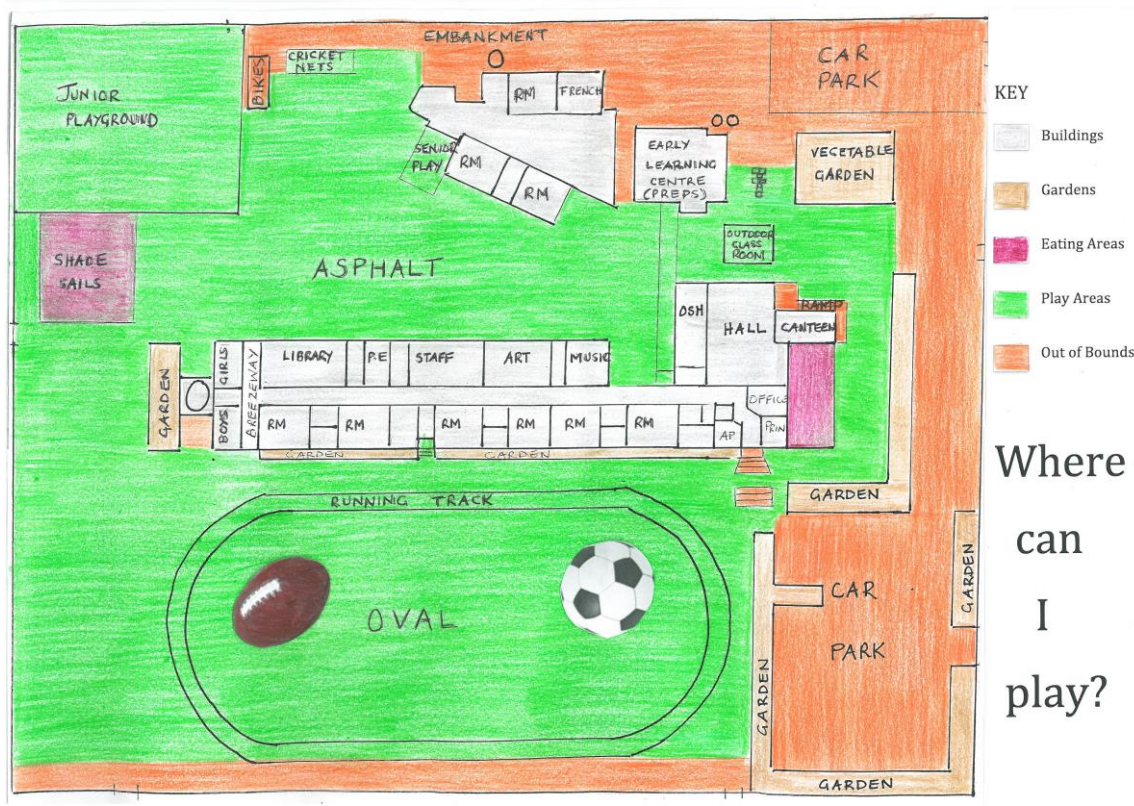 EMBANKMENT
CRICKET
NETS
BIKES
JUNIOR
PLAYGROUND
RM
FRENCH
CAR
PARK
SENIOR
PLAY
RM
RM
EARLY
LEARNING
CENTRE
(PREPS)
VEGETABLE
GARDEN
SHADE
SAILS
ASPHALT
OUTDOOR
CLASS
ROOM
OSH
HALL
RAMP
CANTEEN
GARDEN
GIRLS
BOYS
BREEZEWAY
LIBRARY
P.E
STAFF
ART
MUSIC
OFFICE
PRIN
AP
RM
RM
RM
RM
RM
RM
GARDEN
GARDEN
GARDEN
RUNNING TRACK
OVAL
GARDEN
CAR
PARK
GARDEN
GARDEN
KEY
Buildings
Gardens
Eating Areas
Play Areas
Out of Bounds
Where
can
I
play?